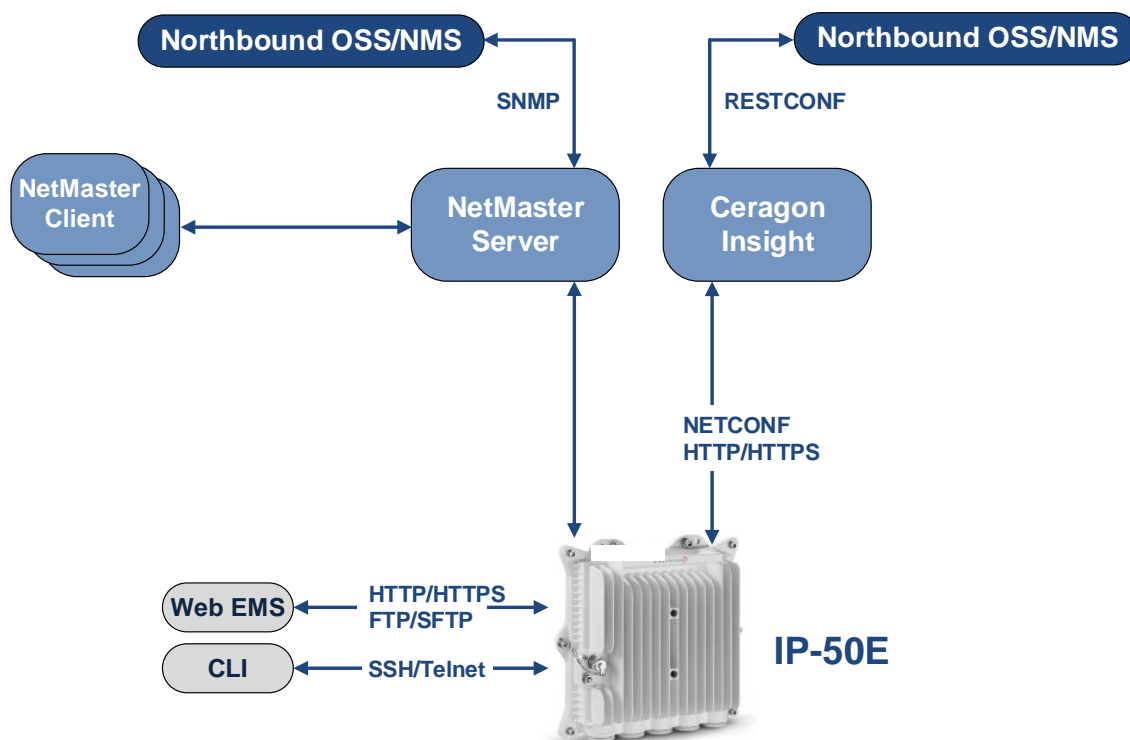 Northbound OSS/NMS
Northbound OSS/NMS
SNMP
RESTCONF
NetMaster
Client
NetMaster
Server
Ceragon
Insight
NETCONF
HTTP/HTTPS
Web EMS
HTTP/HTTPS
FTP/SFTP
CLI
SSH/Telnet
IP-50E